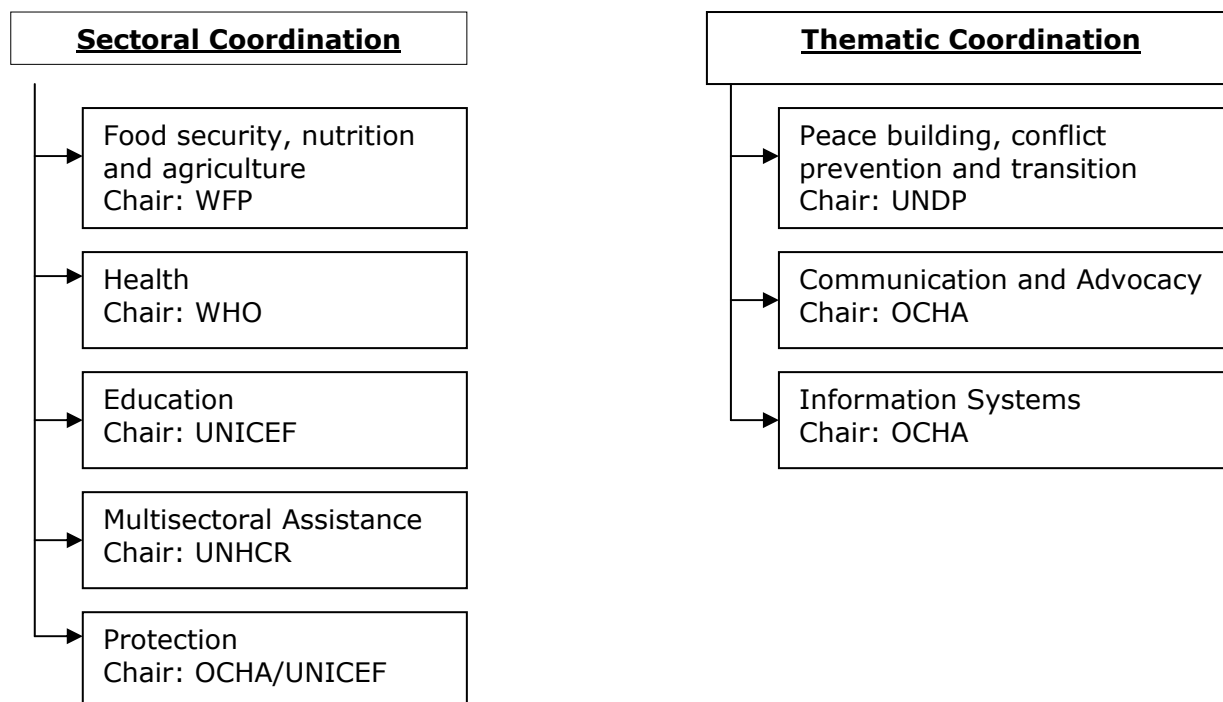 Sectoral Coordination
Food security, nutrition
and agriculture
Chair: WFP
Health
Chair: WHO
Education
Chair: UNICEF
Multisectoral Assistance
Chair: UNHCR
Protection
Chair: OCHA/UNICEF
Thematic Coordination
Peace building, conflict
prevention and transition
Chair: UNDP
Communication and Advocacy
Chair: OCHA
Information Systems
Chair: OCHA